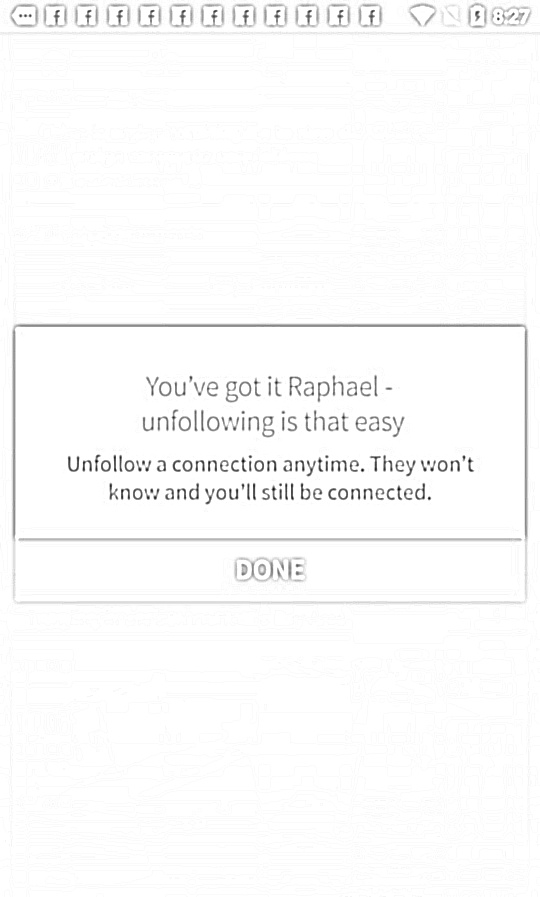 8:27
You've got it Raphael -
unfollowing is that easy
Unfollow a connection anytime. They won't
know and you'll still be connected.
DONE